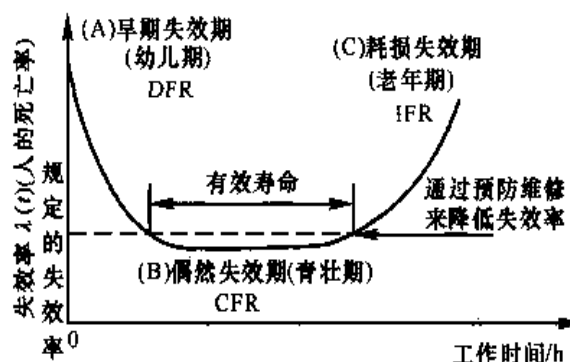 (A)早期失效期
(幼儿期)
DFR
(C)耗损失效期
(老年期)
IFR
失效率λ(t)(人的死亡率)
规定的失效率
有效寿命
通过预防维修
来降低失效率
(B)偶然失效期(青壮期)
CFR
0
工作时间/h